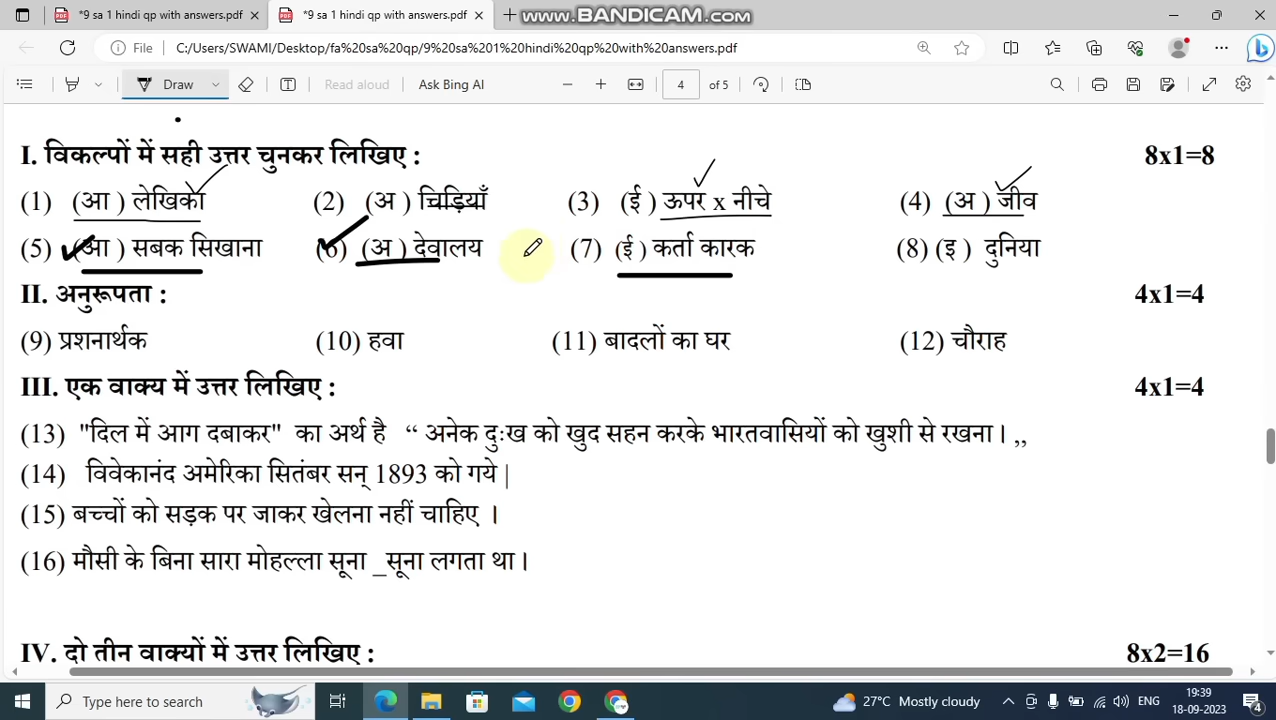 *9 sa 1 hindi qp with answers.pdf
*9 sa 1 hindi qp with answers.pdf
www.BANDICAM.com
File
C:/Users/SWAMI/Desktop/fa%20sa%20qp/9%20sa%201%20hindi%20qp%20with%20answers.pdf
Draw
Read aloud
Ask Bing AI
4 of 5
I. विकल्पों में सही उत्तर चुनकर लिखिए : 8x1=8
(1) (आ ) लेखिका (2) (अ ) चिड़ियाँ (3) (ई ) ऊपर x नीचे (4) (अ ) जीव
(5) (आ ) सबक सिखाना (6) (अ ) देवालय (7) (ई ) कर्ता कारक (8) (इ ) दुनिया
II. अनुरूपता : 4x1=4
(9) प्रशनार्थक (10) हवा (11) बादलों का घर (12) चौराह
III. एक वाक्य में उत्तर लिखिए : 4x1=4
(13) "दिल में आग दबाकर" का अर्थ है “ अनेक दुःख को खुद सहन करके भारतवासियों को खुशी से रखना। ,,
(14) विवेकानंद अमेरिका सितंबर सन् 1893 को गये |
(15) बच्चों को सड़क पर जाकर खेलना नहीं चाहिए ।
(16) मौसी के बिना सारा मोहल्ला सूना _सूना लगता था।
IV. दो तीन वाक्यों में उत्तर लिखिए : 8x2=16
Type here to search
27°C Mostly cloudy
ENG
19:39
18-09-2023
4